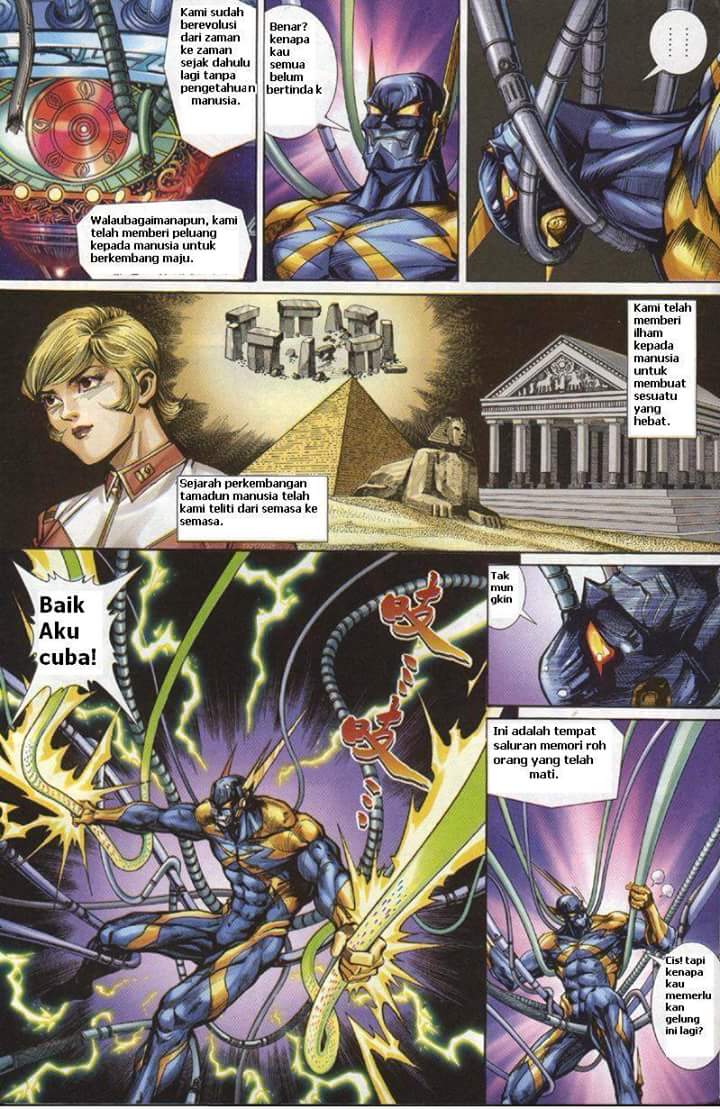 Kami sudah
berevolusi
dari zaman
ke zaman
sejak dahulu
lagi tanpa
pengetahuan
manusia.
Walaubagaimanapun, kami
telah memberi peluang
kepada manusia untuk
berkembang maju.
Benar?
kenapa
kau
semua
belum
bertindak
......
Kami telah
memberi
ilham
kepada
manusia
untuk
membuat
sesuatu
yang
hebat.
Sejarah perkembangan
tamadun manusia telah
kami teliti dari semasa ke
semasa.
Baik
Aku
cuba!
吱……吱……
Tak
mun
gkin
Ini adalah tempat
saluran memori roh
orang yang telah
mati.
Cis! tapi
kenapa
kau
memerlu
kan
gelung
ini lagi?